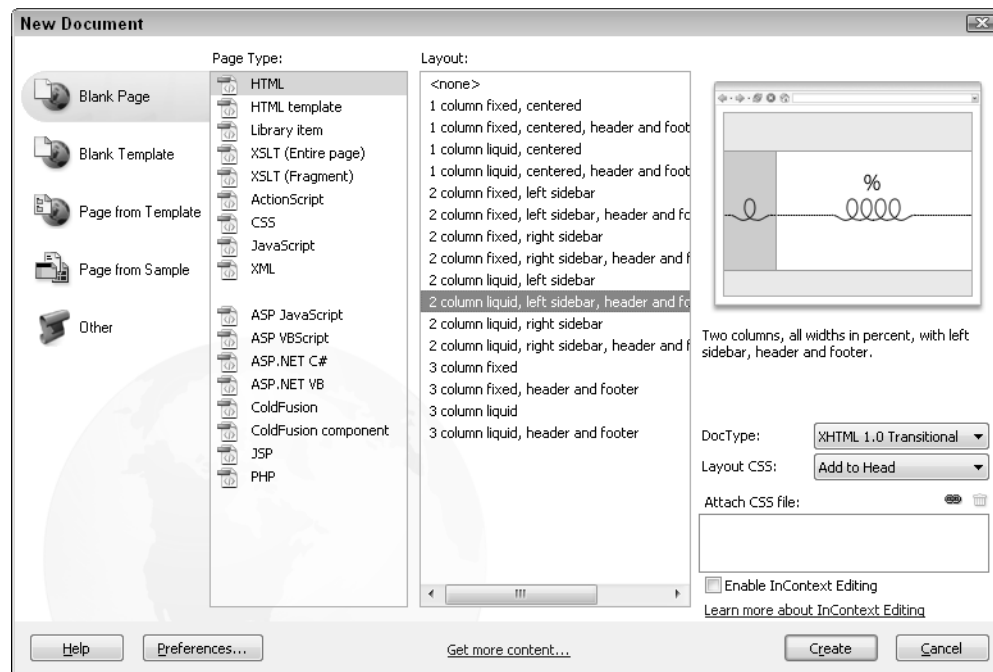 New Document
Blank Page
Blank Template
Page from Template
Page from Sample
Other
Page Type:
HTML
HTML template
Library item
XSLT (Entire page)
XSLT (Fragment)
ActionScript
CSS
JavaScript
XML
ASP JavaScript
ASP VBScript
ASP.NET C#
ASP.NET VB
ColdFusion
ColdFusion component
JSP
PHP
Layout:
<none>
1 column fixed, centered
1 column fixed, centered, header and foot
1 column liquid, centered
1 column liquid, centered, header and foot
2 column fixed, left sidebar
2 column fixed, left sidebar, header and fo
2 column fixed, right sidebar
2 column fixed, right sidebar, header and f
2 column liquid, left sidebar
2 column liquid, left sidebar, header and fo
2 column liquid, right sidebar
2 column liquid, right sidebar, header and f
3 column fixed
3 column fixed, header and footer
3 column liquid
3 column liquid, header and footer
%
Two columns, all widths in percent, with left
sidebar, header and footer.
DocType: XHTML 1.0 Transitional
Layout CSS: Add to Head
Attach CSS file:
Enable InContext Editing
Learn more about InContext Editing
Help
Preferences...
Get more content...
Create
Cancel